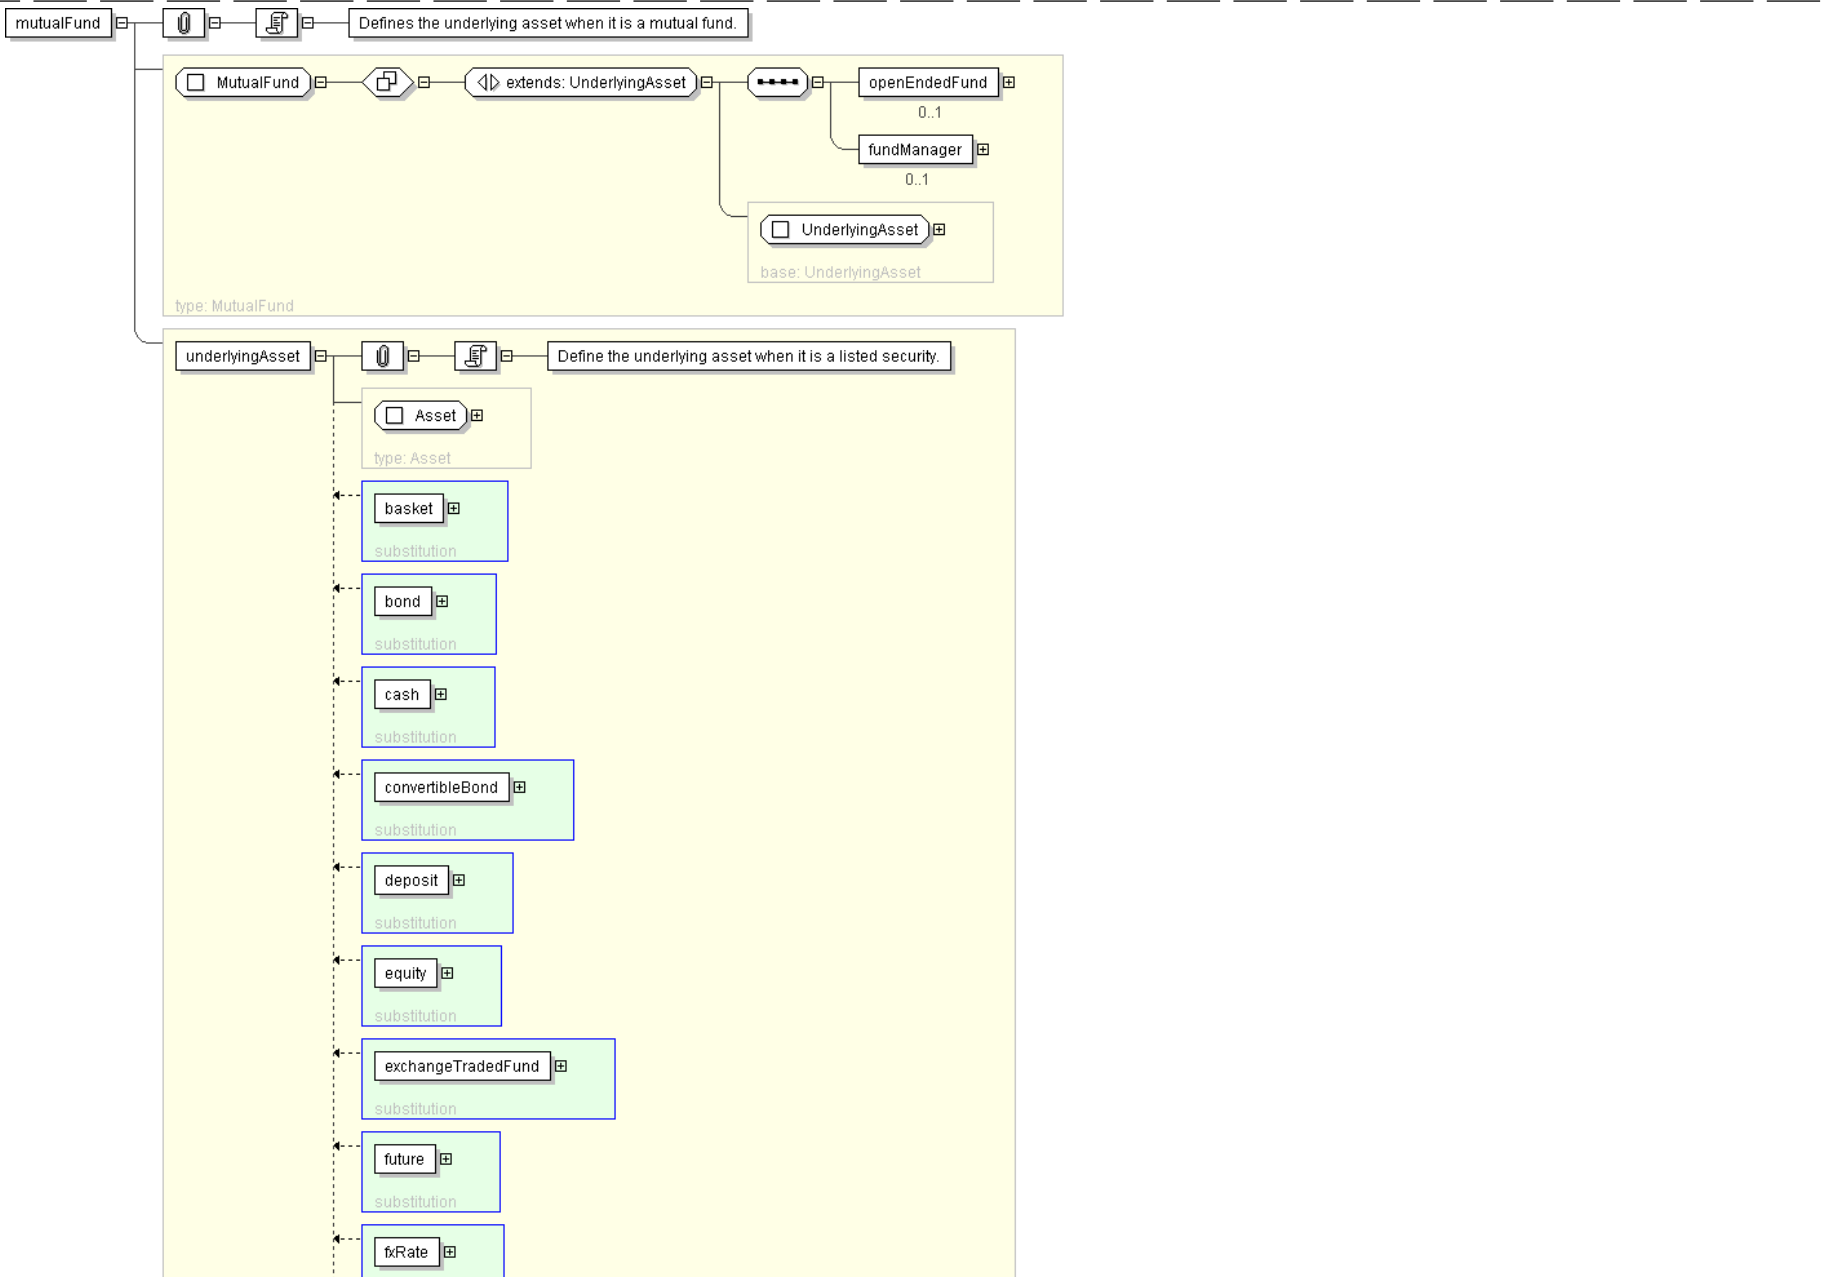 mutualFund
Defines the underlying asset when it is a mutual fund.
MutualFund
extends: UnderlyingAsset
openEndedFund
0..1
fundManager
0..1
UnderlyingAsset
base: UnderlyingAsset
type: MutualFund
underlyingAsset
Define the underlying asset when it is a listed security.
Asset
type: Asset
basket
substitution
bond
substitution
cash
substitution
convertibleBond
substitution
deposit
substitution
equity
substitution
exchangeTradedFund
substitution
future
substitution
fxRate